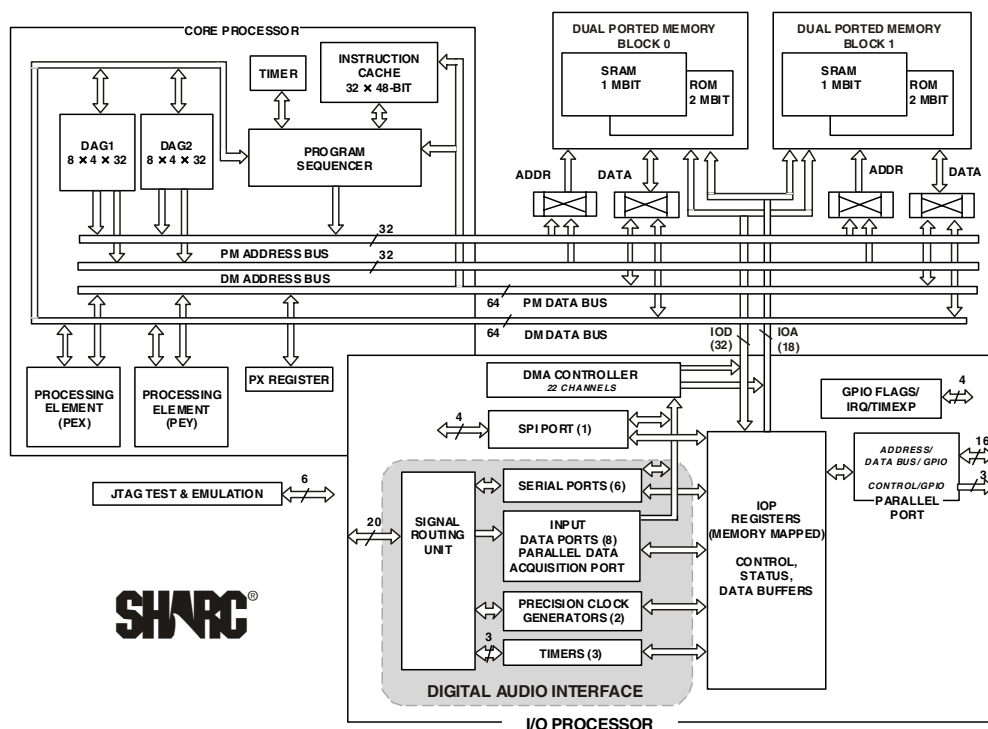 CORE PROCESSOR
TIMER
INSTRUCTION
CACHE
32 × 48-BIT
DAG1
8 × 4 × 32
DAG2
8 × 4 × 32
PROGRAM
SEQUENCER
DUAL PORTED MEMORY
BLOCK 0
SRAM
1 MBIT
ROM
2 MBIT
DUAL PORTED MEMORY
BLOCK 1
SRAM
1 MBIT
ROM
2 MBIT
ADDR
DATA
ADDR
DATA
32
PM ADDRESS BUS
32
DM ADDRESS BUS
64
PM DATA BUS
64
DM DATA BUS
IOD
(32)
IOA
(18)
PROCESSING
ELEMENT
(PEX)
PROCESSING
ELEMENT
(PEY)
PX REGISTER
JTAG TEST & EMULATION
6
DMA CONTROLLER
22 CHANNELS
4
SPI PORT (1)
GPIO FLAGS/
IRQ/TIMEXP
4
ADDRESS/
DATA BUS/ GPIO
CONTROL/GPIO
PARALLEL
PORT
16
3
20
SIGNAL
ROUTING
UNIT
SERIAL PORTS (6)
INPUT
DATA PORTS (8)
PARALLEL DATA
ACQUISITION PORT
PRECISION CLOCK
GENERATORS (2)
3
TIMERS (3)
IOP
REGISTERS
(MEMORY MAPPED)
CONTROL,
STATUS,
DATA BUFFERS
DIGITAL AUDIO INTERFACE
I/O PROCESSOR
SHARC®